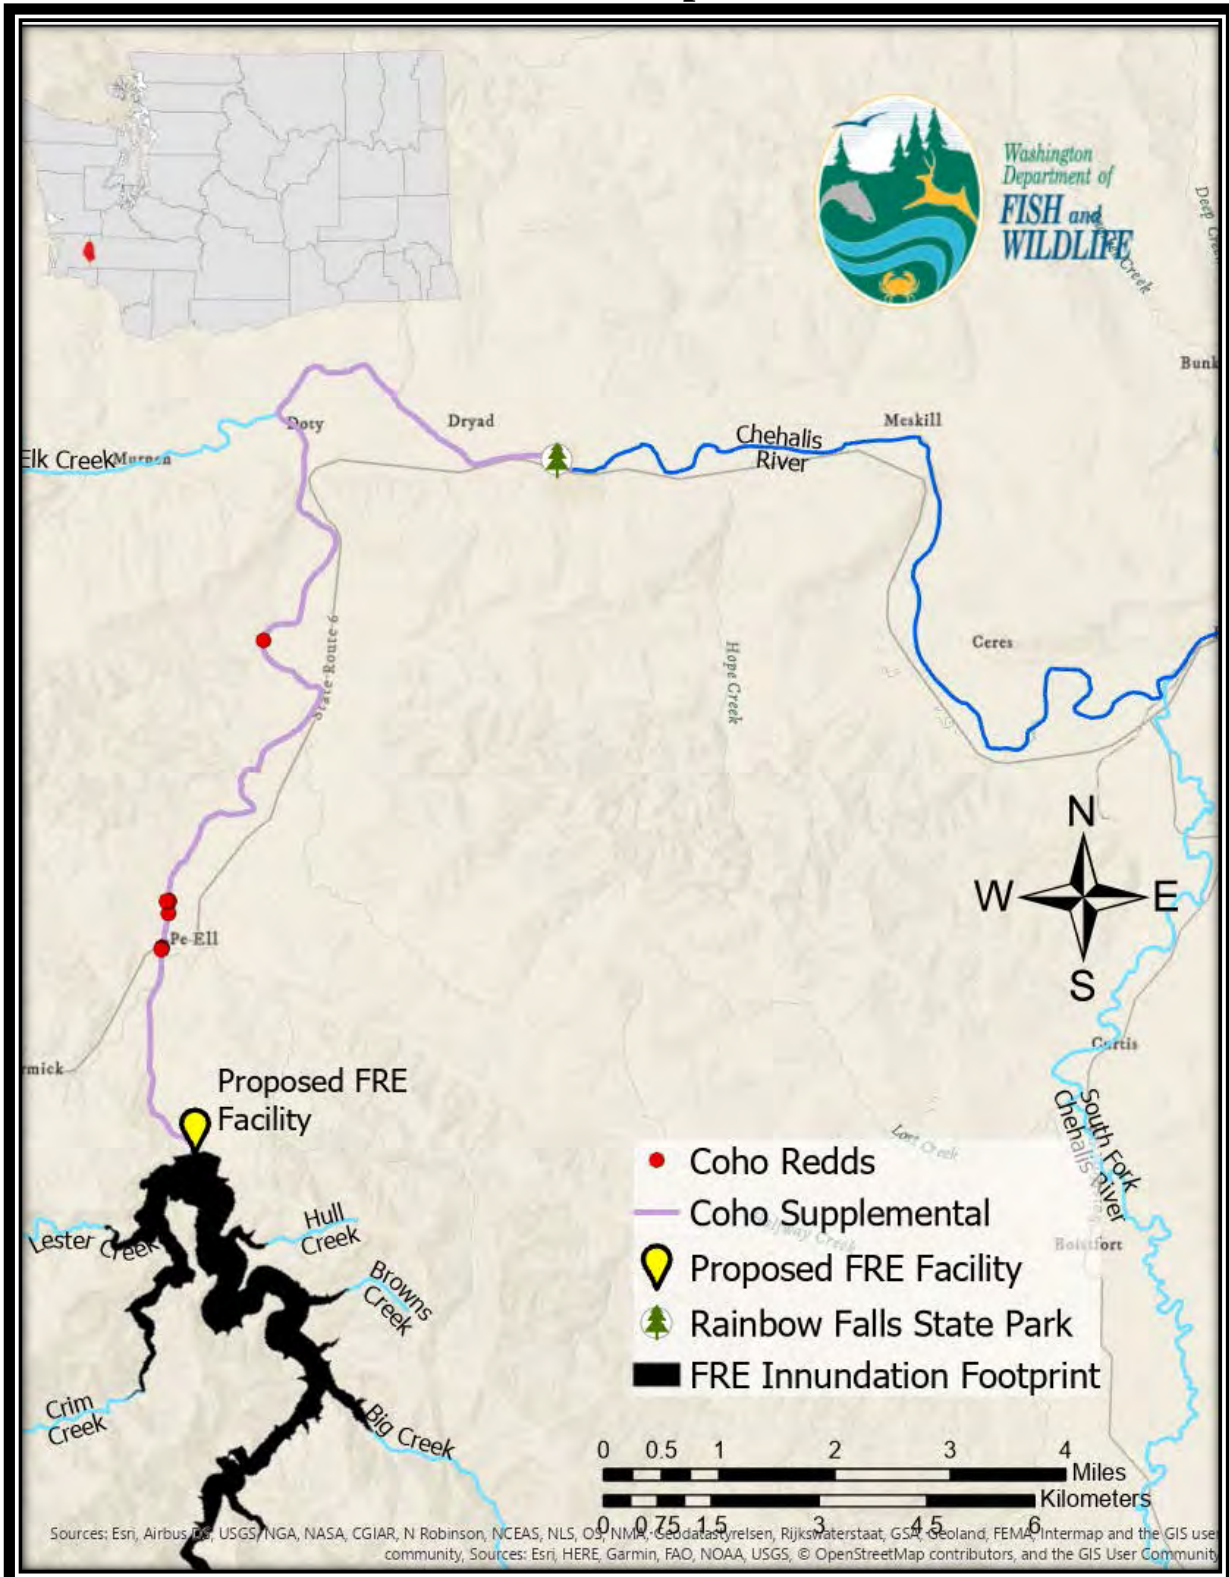 Washington
Department of
FISH and
WILDLIFE
Creek
Deep
Bunk
Doty
Dryad
Meskill
Chehalis
River
Elk Creek
Ceres
State Route 6
Hope Creek
N
W
E
S
Pe Ell
Curtis
mick
Proposed FRE
Facility
South Fork
Chehalis River
Lost Creek
Boistfort
Coho Redds
Coho Supplemental
Proposed FRE Facility
Rainbow Falls State Park
FRE Innundation Footprint
Lester Creek
Hull
Creek
Browns
Creek
Crim
Creek
Big Creek
0 0.5 1 2 3 4
Miles
Kilometers
0 0.75 1.5 3 4.5 6
Sources: Esri, Airbus DS, USGS, NGA, NASA, CGIAR, N Robinson, NCEAS, NLS, OS, NMA, Geodatastyrelsen, Rijkswaterstaat, GSA, Geoland, FEMA, Intermap and the GIS user
community, Sources: Esri, HERE, Garmin, FAO, NOAA, USGS, © OpenStreetMap contributors, and the GIS User Community